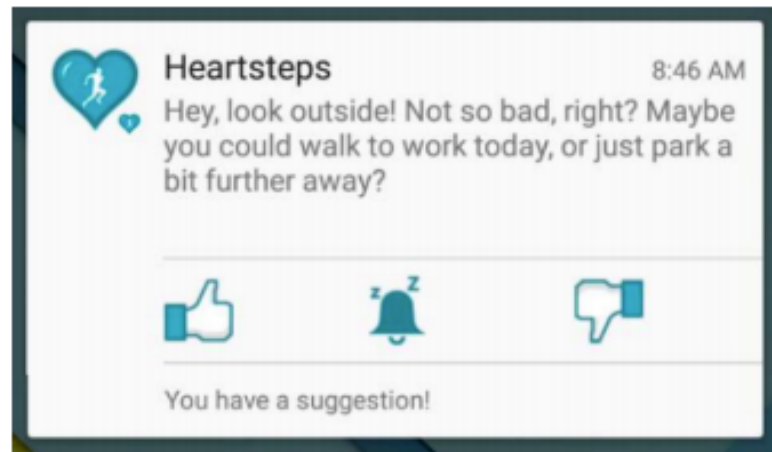 Heartsteps
8:46 AM
Hey, look outside! Not so bad, right? Maybe
you could walk to work today, or just park a
bit further away?
z z
You have a suggestion!